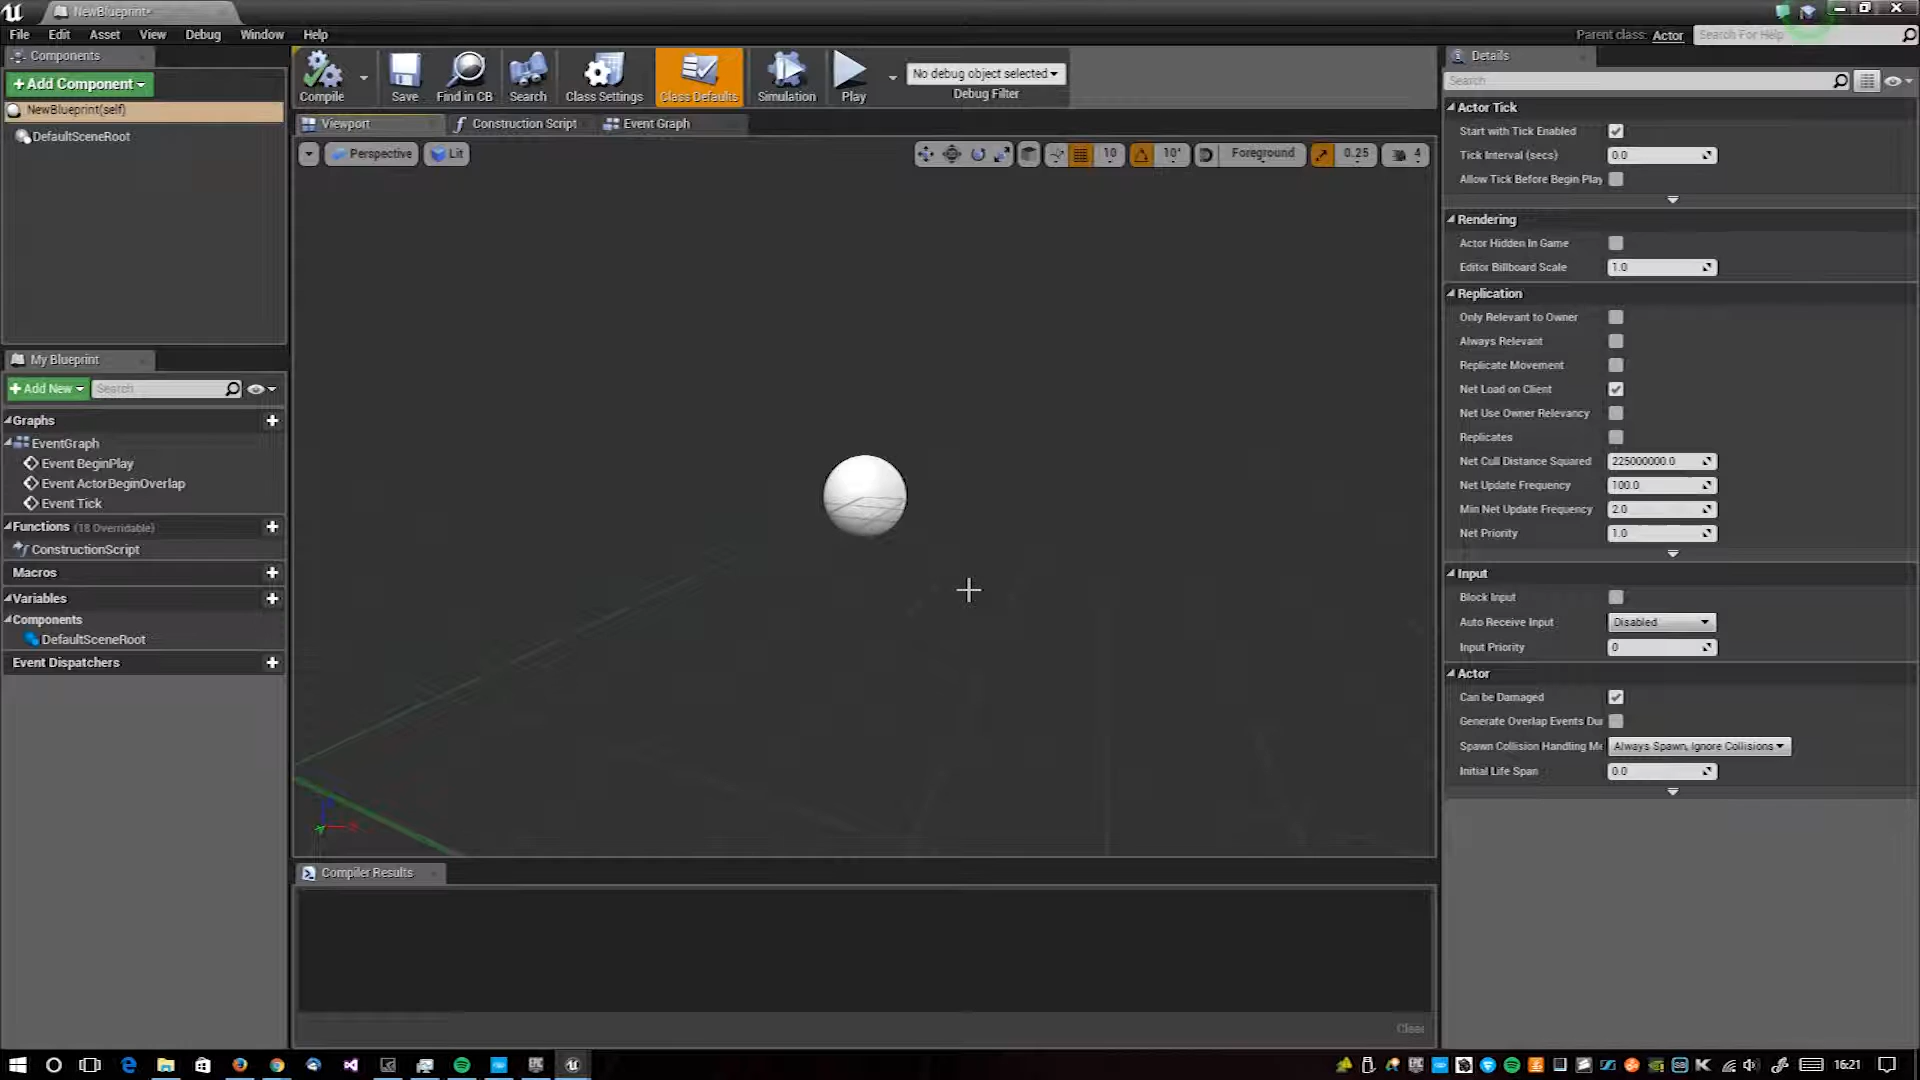 NewBlueprint*
File Edit Asset View Debug Window Help
Parent class: Actor
Search For Help
Components
+Add Component
NewBlueprint(self)
DefaultSceneRoot
Compile
Save
Find in CB
Search
Class Settings
Class Defaults
Simulation
Play
No debug object selected
Debug Filter
Viewport
Construction Script
Event Graph
Perspective
Lit
10
10°
Foreground
0.25
4
My Blueprint
+Add New
Search
Graphs
EventGraph
Event BeginPlay
Event ActorBeginOverlap
Event Tick
Functions (18 Overridable)
ConstructionScript
Macros
Variables
Components
DefaultSceneRoot
Event Dispatchers
Compiler Results
Clear
Details
Search
Actor Tick
Start with Tick Enabled
Tick Interval (secs) 0.0
Allow Tick Before Begin Play
Rendering
Actor Hidden In Game
Editor Billboard Scale 1.0
Replication
Only Relevant to Owner
Always Relevant
Replicate Movement
Net Load on Client
Net Use Owner Relevancy
Replicates
Net Cull Distance Squared 225000000.0
Net Update Frequency 100.0
Min Net Update Frequency 2.0
Net Priority 1.0
Input
Block Input
Auto Receive Input Disabled
Input Priority 0
Actor
Can be Damaged
Generate Overlap Events Du
Spawn Collision Handling Me Always Spawn, Ignore Collisions
Initial Life Span 0.0
16:21